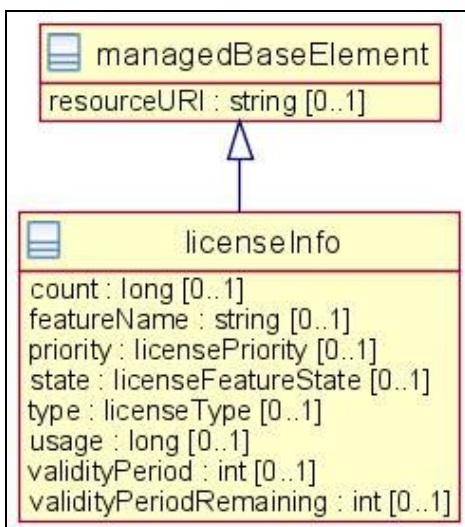 managedBaseElement
resourceURI : string [0..1]
licenseInfo
count : long [0..1]
featureName : string [0..1]
priority : licensePriority [0..1]
state : licenseFeatureState [0..1]
type : licenseType [0..1]
usage : long [0..1]
validityPeriod : int [0..1]
validityPeriodRemaining : int [0..1]